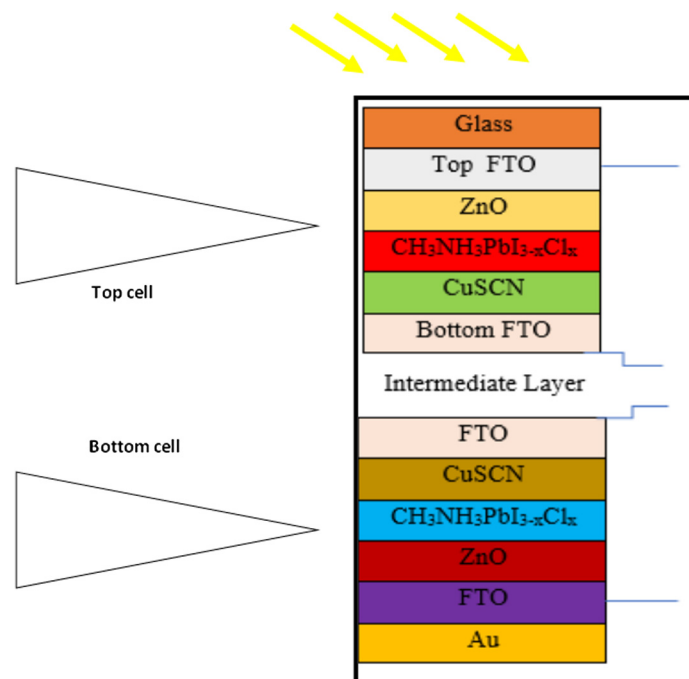 Glass
Top FTO
ZnO
CH₃NH₃PbI₃₋ₓClₓ
CuSCN
Bottom FTO
Top cell
Intermediate Layer
Bottom cell
FTO
CuSCN
CH₃NH₃PbI₃₋ₓClₓ
ZnO
FTO
Au